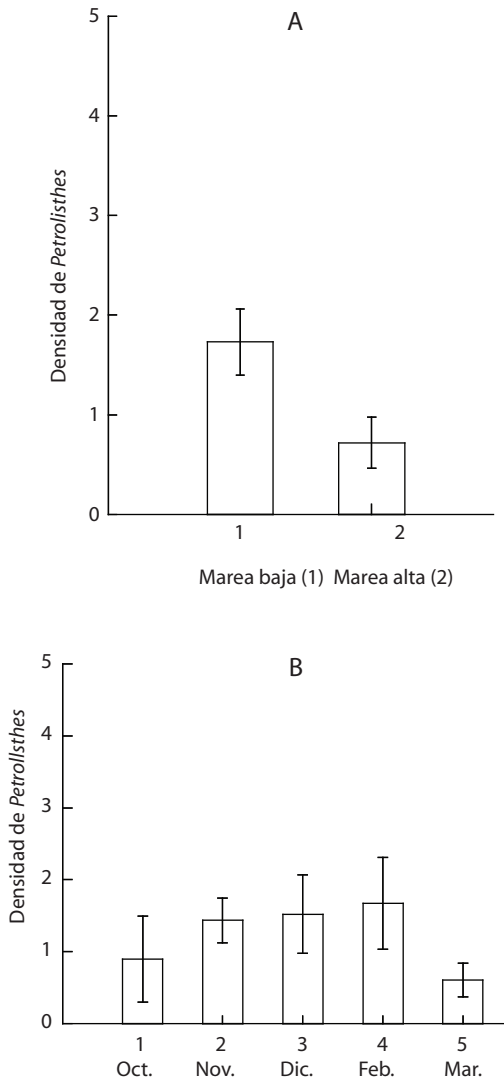 A
5
4
3
2
1
0
Densidad de Petrolisthes
1 2
Marea baja (1) Marea alta (2)
B
5
4
3
2
1
0
Densidad de Petrollsthes
1 2 3 4 5
Oct. Nov. Dic. Feb. Mar.